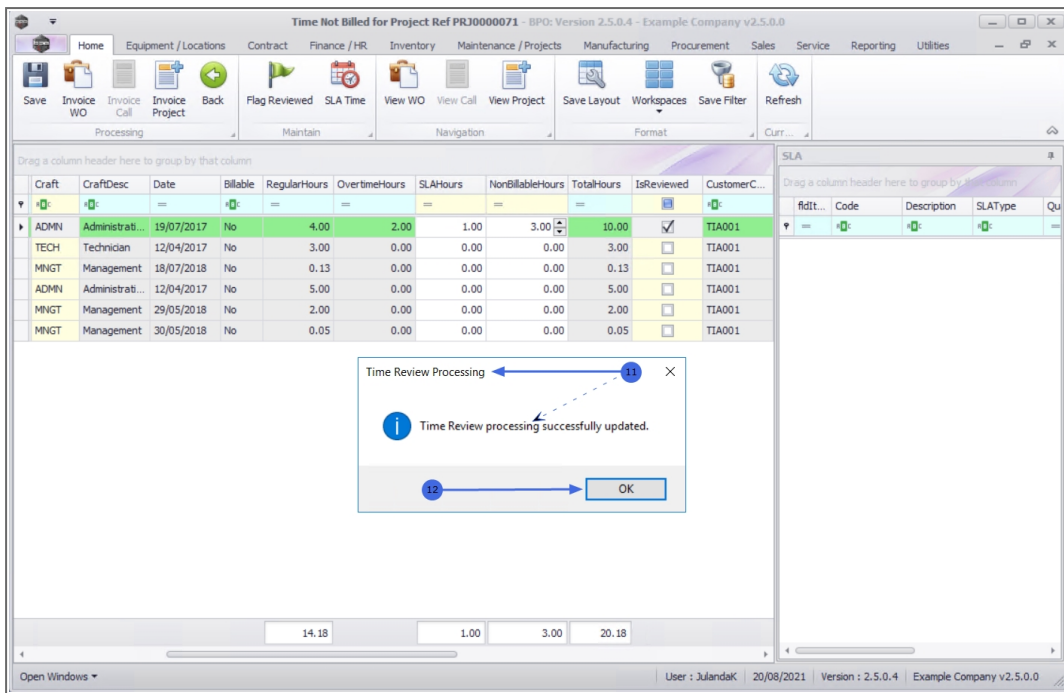 Time Not Billed for Project Ref PRJ0000071 - BPO: Version 2.5.0.4 - Example Company v2.5.0.0
Home Equipment / Locations Contract Finance / HR Inventory Maintenance / Projects Manufacturing Procurement Sales Service Reporting Utilities
Save Invoice WO Invoice Call Invoice Project Back Flag Reviewed SLA Time View WO View Call View Project Save Layout Workspaces Save Filter Refresh
Processing Maintain Navigation Format Curr...
Drag a column header here to group by that column
SLA
Drag a column header here to group by that column
Craft CraftDesc Date Billable RegularHours OvertimeHours SLAHours NonBillableHours TotalHours IsReviewed CustomerC...
fldIt... Code Description SLAType Qu
ADMN Administrati... 19/07/2017 No 4.00 2.00 1.00 3.00 10.00 TIA001
TECH Technician 12/04/2017 No 3.00 0.00 0.00 0.00 3.00 TIA001
MNGT Management 18/07/2018 No 0.13 0.00 0.00 0.00 0.13 TIA001
ADMN Administrati... 12/04/2017 No 5.00 0.00 0.00 0.00 5.00 TIA001
MNGT Management 29/05/2018 No 2.00 0.00 0.00 0.00 2.00 TIA001
MNGT Management 30/05/2018 No 0.05 0.00 0.00 0.00 0.05 TIA001
Time Review Processing 11
Time Review processing successfully updated.
12 OK
14.18 1.00 3.00 20.18
Open Windows User : JulandaK 20/08/2021 Version : 2.5.0.4 Example Company v2.5.0.0